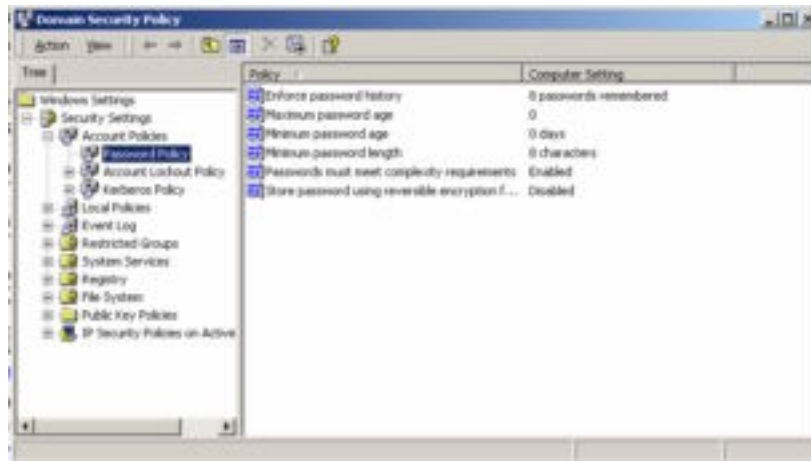 Domain Security Policy
Action View
Tree
Policy Computer Setting
Windows Settings
Security Settings
Account Policies
Password Policy
Account Lockout Policy
Kerberos Policy
Local Policies
Event Log
Restricted Groups
System Services
Registry
File System
Public Key Policies
IP Security Policies on Active
Enforce password history 8 passwords remembered
Maximum password age 0
Minimum password age 0 days
Minimum password length 8 characters
Passwords must meet complexity requirements Enabled
Store password using reversible encryption f... Disabled